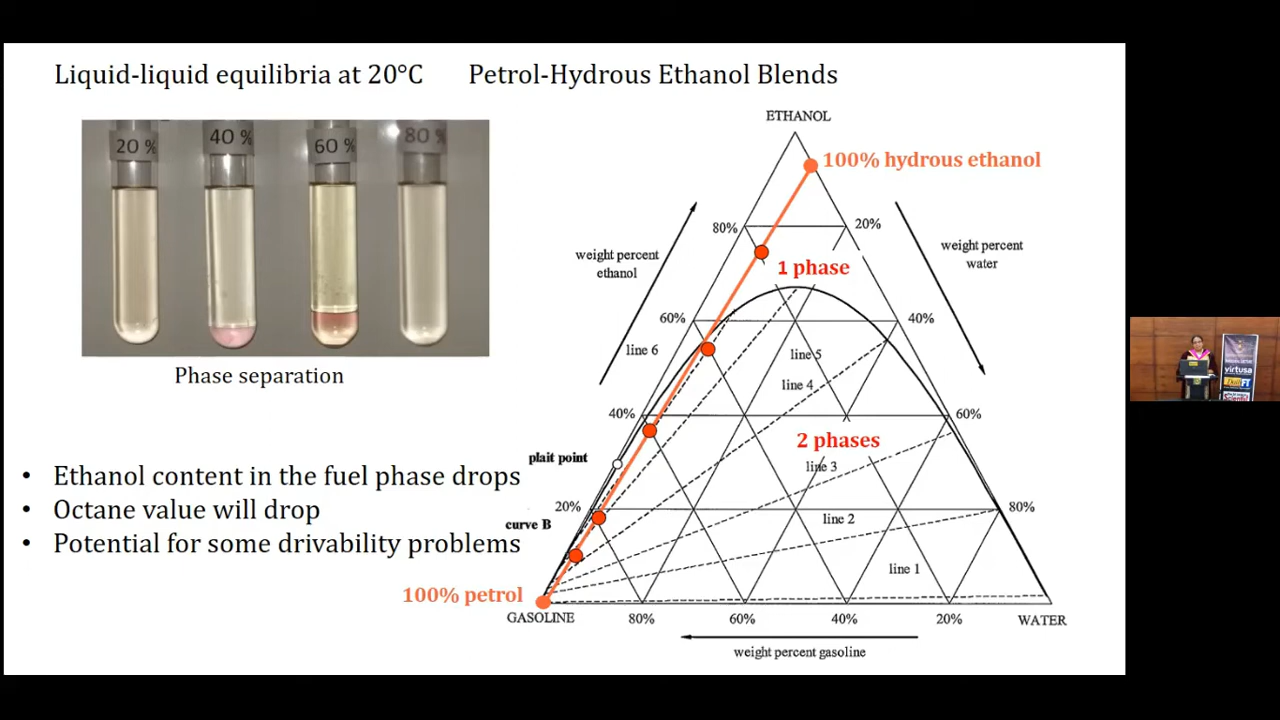 Liquid-liquid equilibria at 20°C
Petrol-Hydrous Ethanol Blends
20 %
40 %
60 %
80 %
Phase separation
• Ethanol content in the fuel phase drops
• Octane value will drop
• Potential for some drivability problems
ETHANOL
100% hydrous ethanol
80%
20%
weight percent
ethanol
weight percent
water
1 phase
60%
40%
line 6
line 5
line 4
40%
60%
2 phases
plait point
line 3
20%
80%
curve B
line 2
line 1
100% petrol
GASOLINE
80%
60%
40%
20%
WATER
weight percent gasoline
virtusa